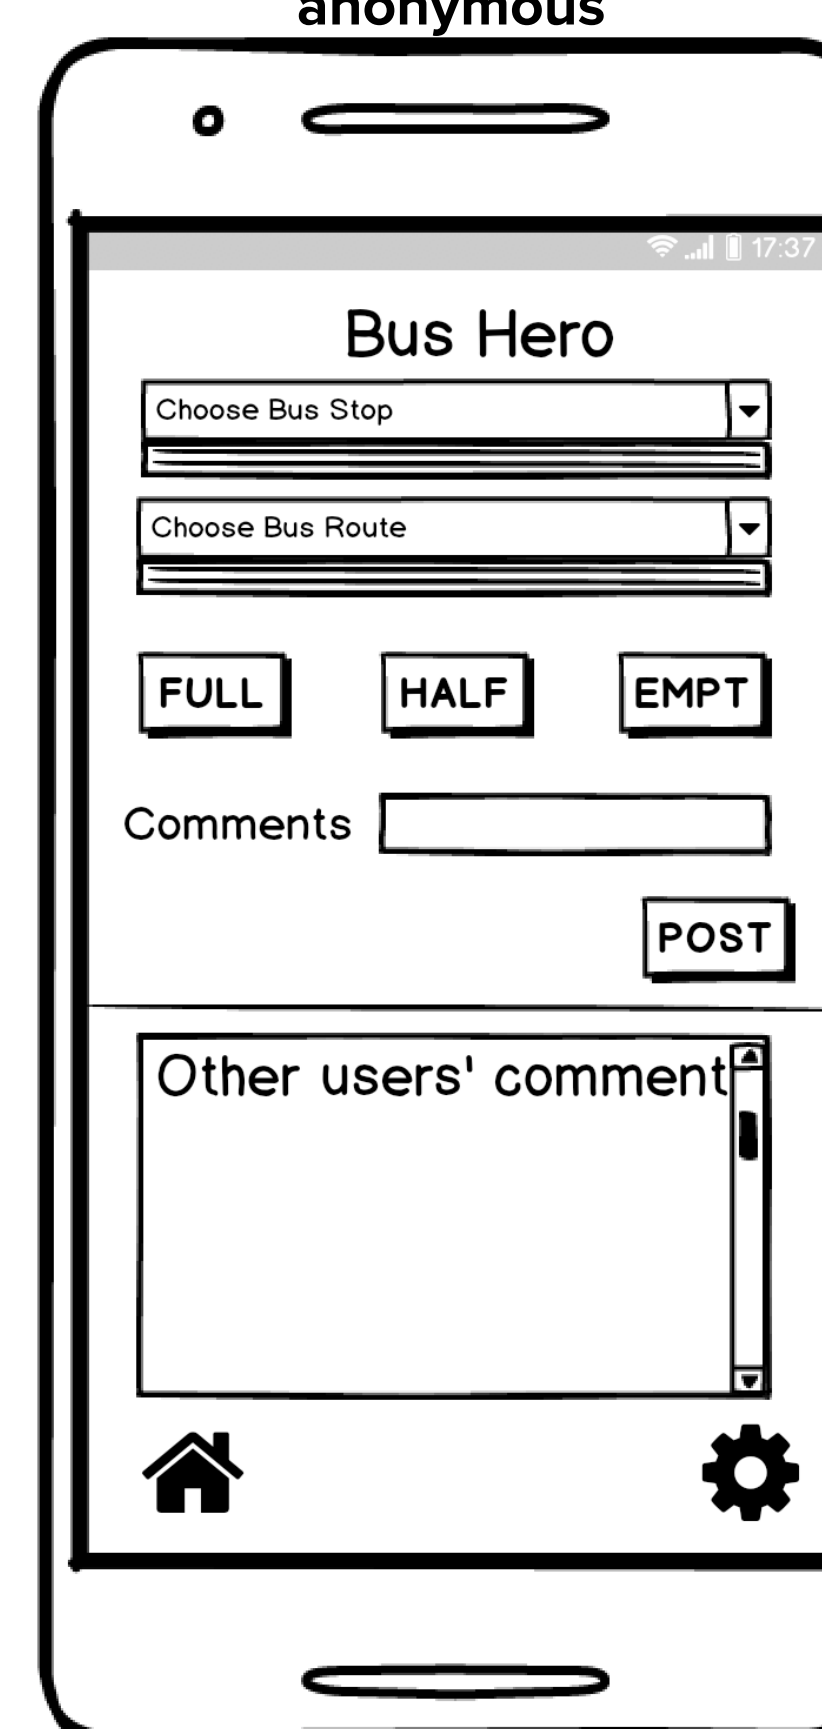 anonymous
17:37
Bus Hero
Choose Bus Stop
Choose Bus Route
FULL
HALF
EMPT
Comments
POST
Other users' comment